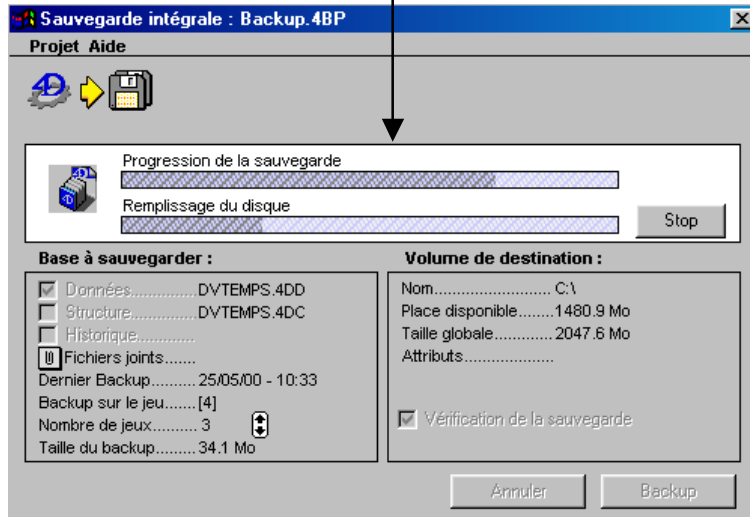 Sauvegarde intégrale : Backup.4BP
Projet Aide
Progression de la sauvegarde
Remplissage du disque
Stop
Base à sauvegarder :
Données..............DVTEMPS.4DD
Structure.............DVTEMPS.4DC
Historique.............
Fichiers joints.......
Dernier Backup.........25/05/00 - 10:33
Backup sur le jeu.......[4]
Nombre de jeux.......... 3
Taille du backup.........34.1 Mo
Volume de destination :
Nom.......................... C:\
Place disponible........1480.9 Mo
Taille globale.............2047.6 Mo
Attributs....................
Vérification de la sauvegarde
Annuler
Backup